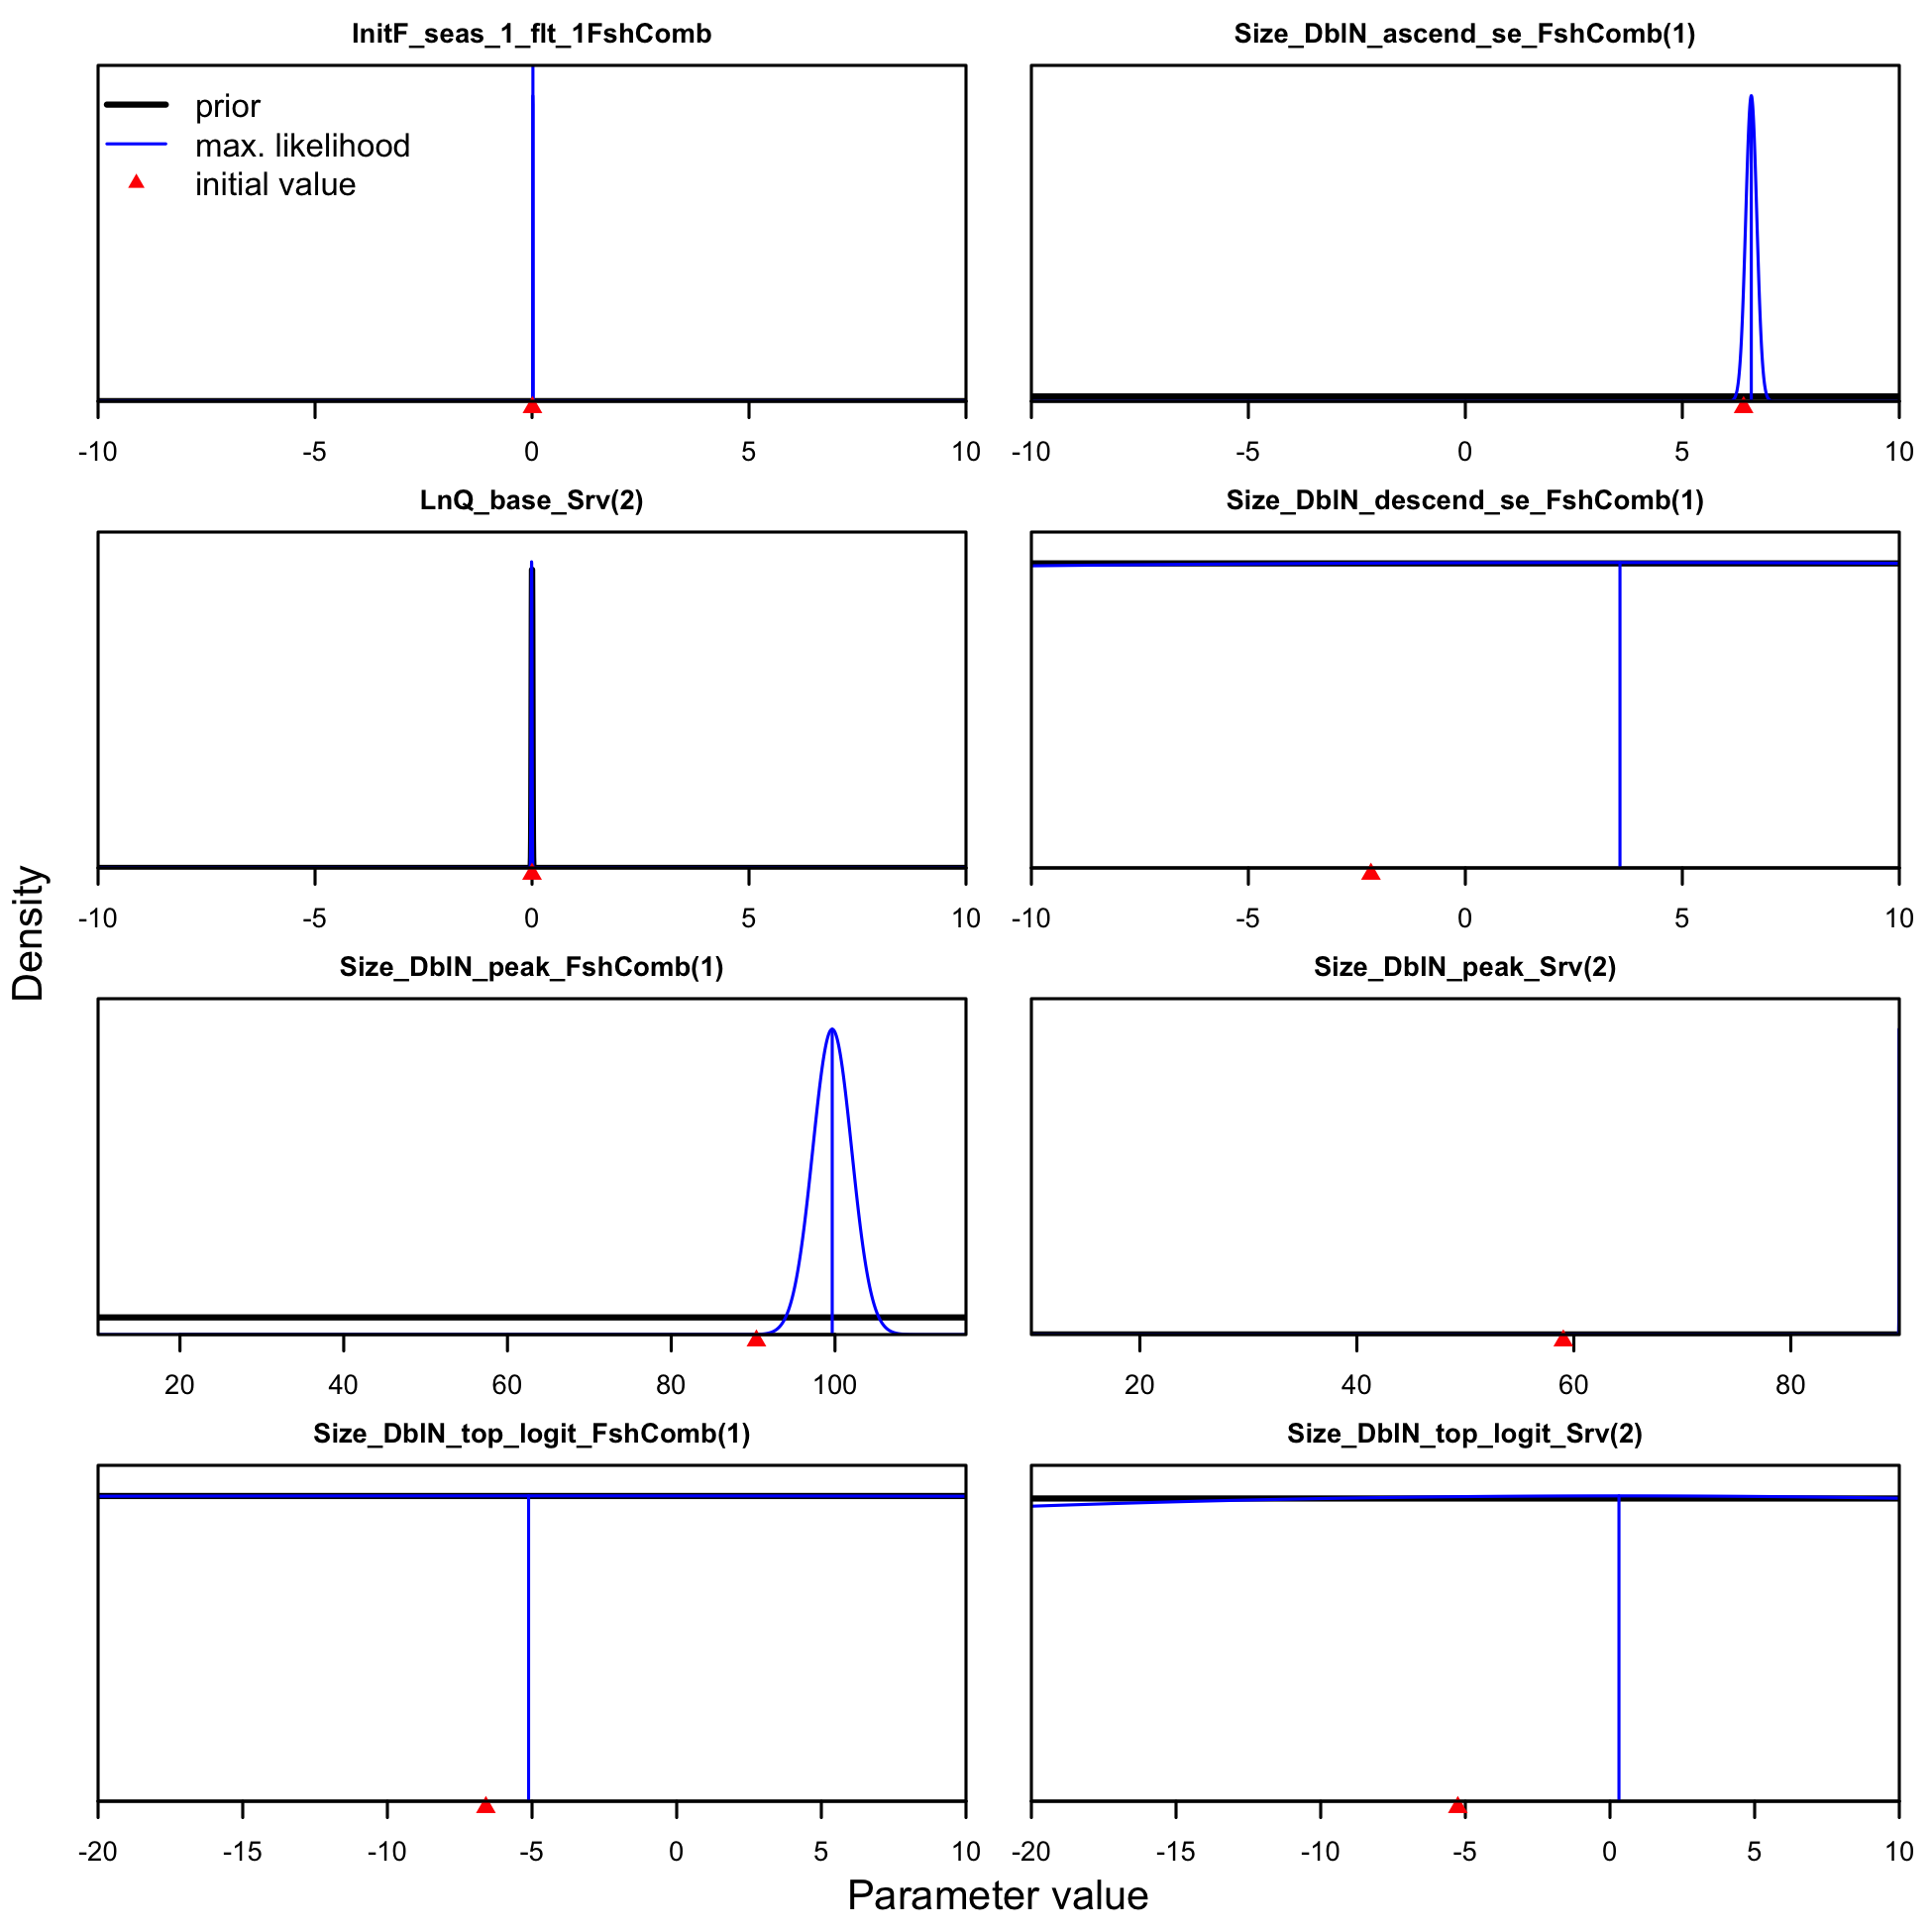 InitF_seas_1_flt_1FshComb
prior
max. likelihood
initial value
-10 -5 0 5 10
Size_DblN_ascend_se_FshComb(1)
-10 -5 0 5 10
LnQ_base_Srv(2)
-10 -5 0 5 10
Size_DblN_descend_se_FshComb(1)
-10 -5 0 5 10
Density
Size_DblN_peak_FshComb(1)
20 40 60 80 100
Size_DblN_peak_Srv(2)
20 40 60 80
Size_DblN_top_logit_FshComb(1)
-20 -15 -10 -5 0 5 10
Size_DblN_top_logit_Srv(2)
-20 -15 -10 -5 0 5 10
Parameter value